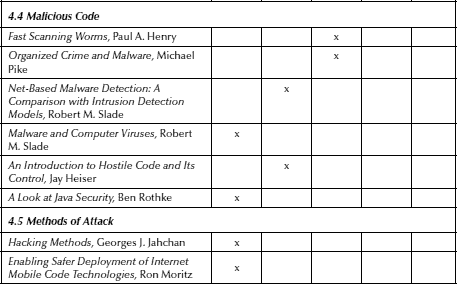 4.4 Malicious Code
Fast Scanning Worms, Paul A. Henry x
Organized Crime and Malware, Michael x
Pike
Net-Based Malware Detection: A x
Comparison with Intrusion Detection
Models, Robert M. Slade
Malware and Computer Viruses, Robert x
M. Slade
An Introduction to Hostile Code and Its x
Control, Jay Heiser
A Look at Java Security, Ben Rothke x
4.5 Methods of Attack
Hacking Methods, Georges J. Jahchan x
Enabling Safer Deployment of Internet x
Mobile Code Technologies, Ron Moritz